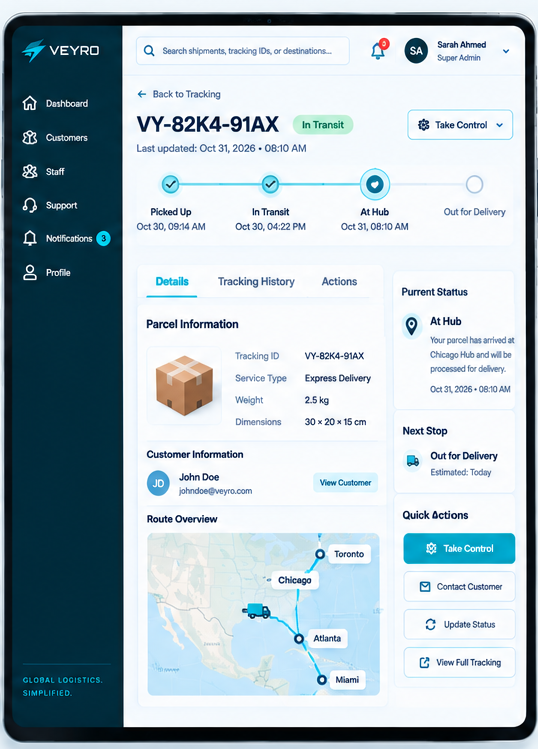 VEYRO
Search shipments, tracking IDs, or destinations...
3
SA
Sarah Ahmed
Super Admin
Dashboard
Customers
Staff
Support
Notifications 3
Profile
GLOBAL LOGISTICS.
SIMPLIFIED.
← Back to Tracking
VY-82K4-91AX In Transit
Take Control
Last updated: Oct 31, 2026 • 08:10 AM
Picked Up
Oct 30, 09:14 AM
In Transit
Oct 30, 04:22 PM
At Hub
Oct 31, 08:10 AM
Out for Delivery
Details Tracking History Actions
Parcel Information
Tracking ID VY-82K4-91AX
Service Type Express Delivery
Weight 2.5 kg
Dimensions 30 × 20 × 15 cm
Customer Information
JD
John Doe
johndoe@veyro.com
View Customer
Route Overview
Toronto
Chicago
Atlanta
Miami
Purrent Status
At Hub
Your parcel has arrived at
Chicago Hub and will be
processed for delivery.
Oct 31, 2026 • 08:10 AM
Next Stop
Out for Delivery
Estimated: Today
Quick Actions
Take Control
Contact Customer
Update Status
View Full Tracking